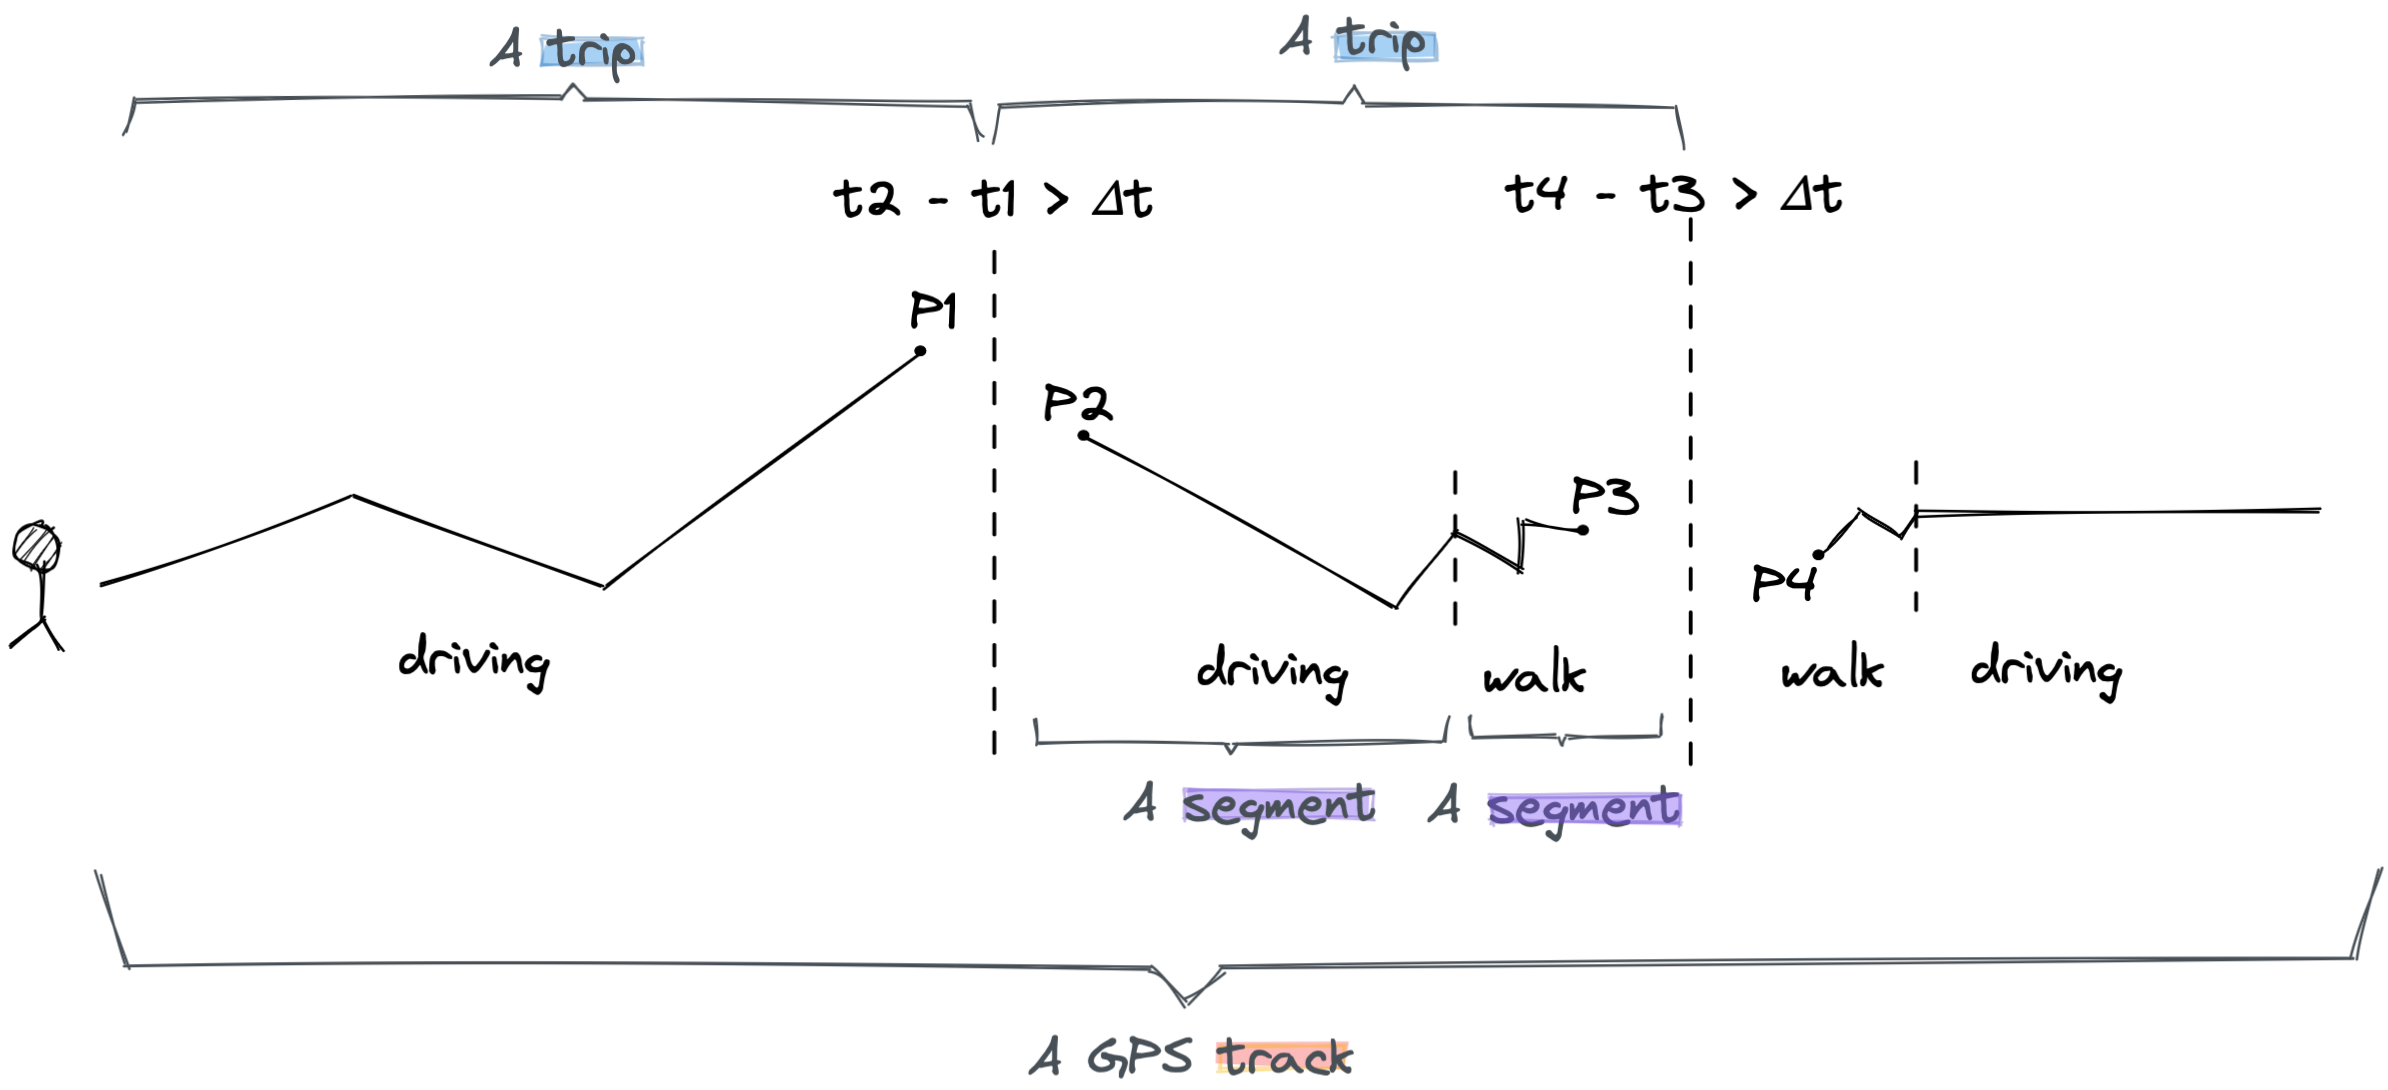 A trip
A trip
t2 - t1 > Δt
t4 - t3 > Δt
P1
P2
P3
P4
driving
driving
walk
walk
driving
A segment
A segment
A GPS track